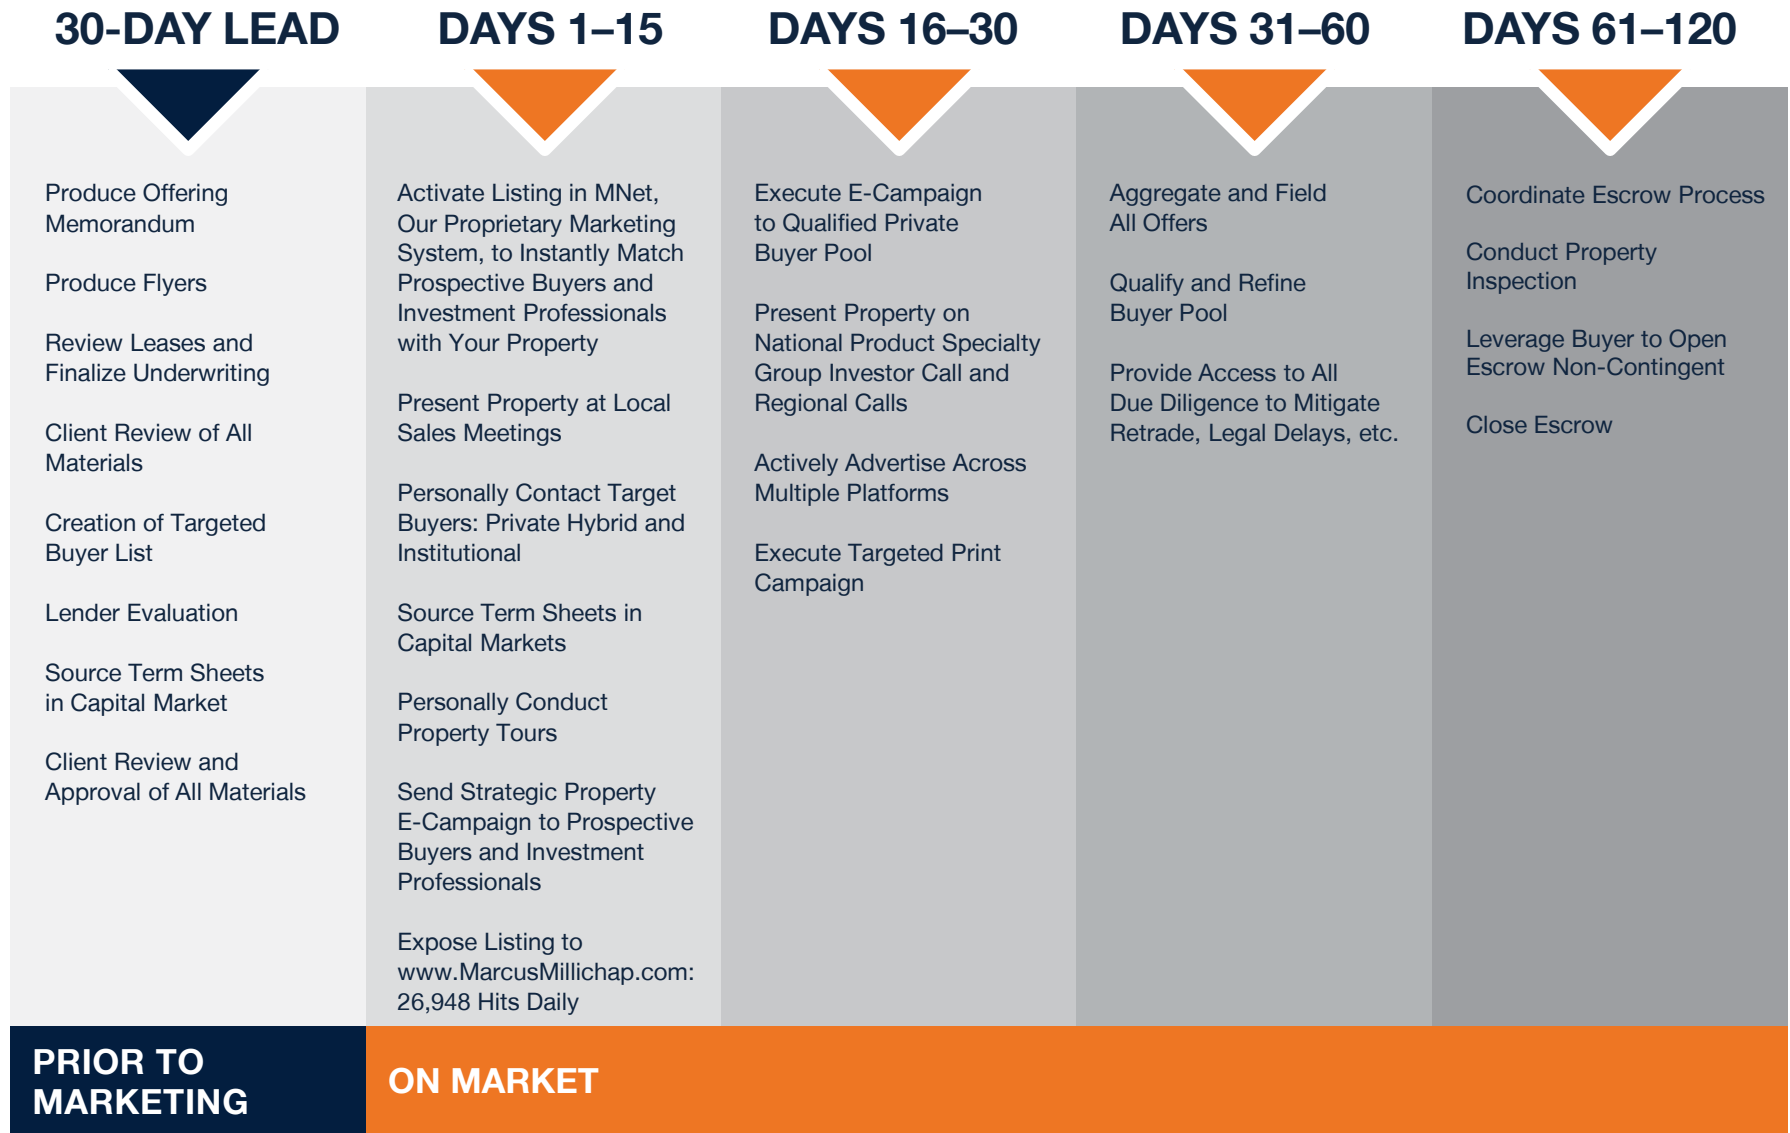 30-DAY LEAD
Produce Offering
Memorandum
Produce Flyers
Review Leases and
Finalize Underwriting
Client Review of All
Materials
Creation of Targeted
Buyer List
Lender Evaluation
Source Term Sheets
in Capital Market
Client Review and
Approval of All Materials
PRIOR TO
MARKETING
DAYS 1–15
Activate Listing in MNet,
Our Proprietary Marketing
System, to Instantly Match
Prospective Buyers and
Investment Professionals
with Your Property
Present Property at Local
Sales Meetings
Personally Contact Target
Buyers: Private Hybrid and
Institutional
Source Term Sheets in
Capital Markets
Personally Conduct
Property Tours
Send Strategic Property
E-Campaign to Prospective
Buyers and Investment
Professionals
Expose Listing to
www.MarcusMillichap.com:
26,948 Hits Daily
DAYS 16–30
Execute E-Campaign
to Qualified Private
Buyer Pool
Present Property on
National Product Specialty
Group Investor Call and
Regional Calls
Actively Advertise Across
Multiple Platforms
Execute Targeted Print
Campaign
DAYS 31–60
Aggregate and Field
All Offers
Qualify and Refine
Buyer Pool
Provide Access to All
Due Diligence to Mitigate
Retrade, Legal Delays, etc.
DAYS 61–120
Coordinate Escrow Process
Conduct Property
Inspection
Leverage Buyer to Open
Escrow Non-Contingent
Close Escrow
ON MARKET